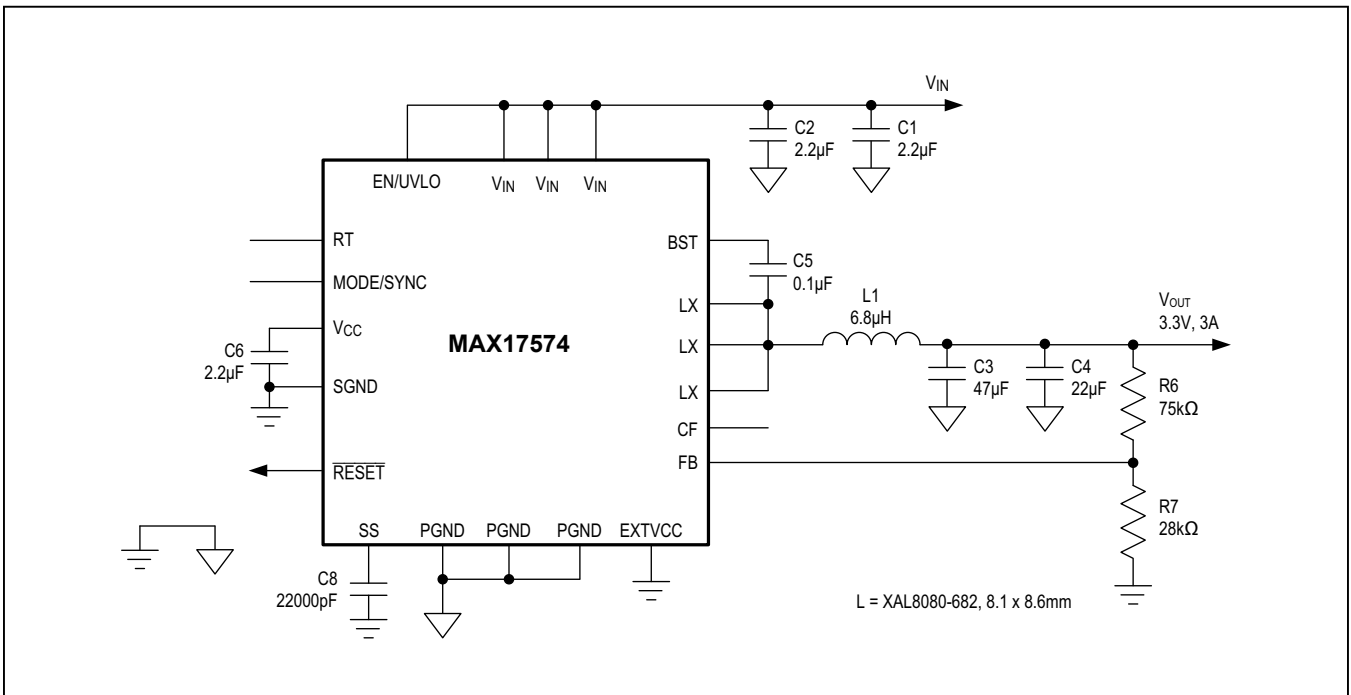 VIN
C2
2.2µF
C1
2.2µF
EN/UVLO
VIN
VIN
VIN
RT
BST
C5
0.1µF
MODE/SYNC
LX
L1
6.8µH
VOUT
3.3V, 3A
VCC
MAX17574
LX
C6
2.2µF
C3
47µF
C4
22µF
SGND
LX
R6
75kΩ
CF
RESET
FB
R7
28kΩ
SS
PGND
PGND
PGND
EXTVCC
C8
22000pF
L = XAL8080-682, 8.1 x 8.6mm